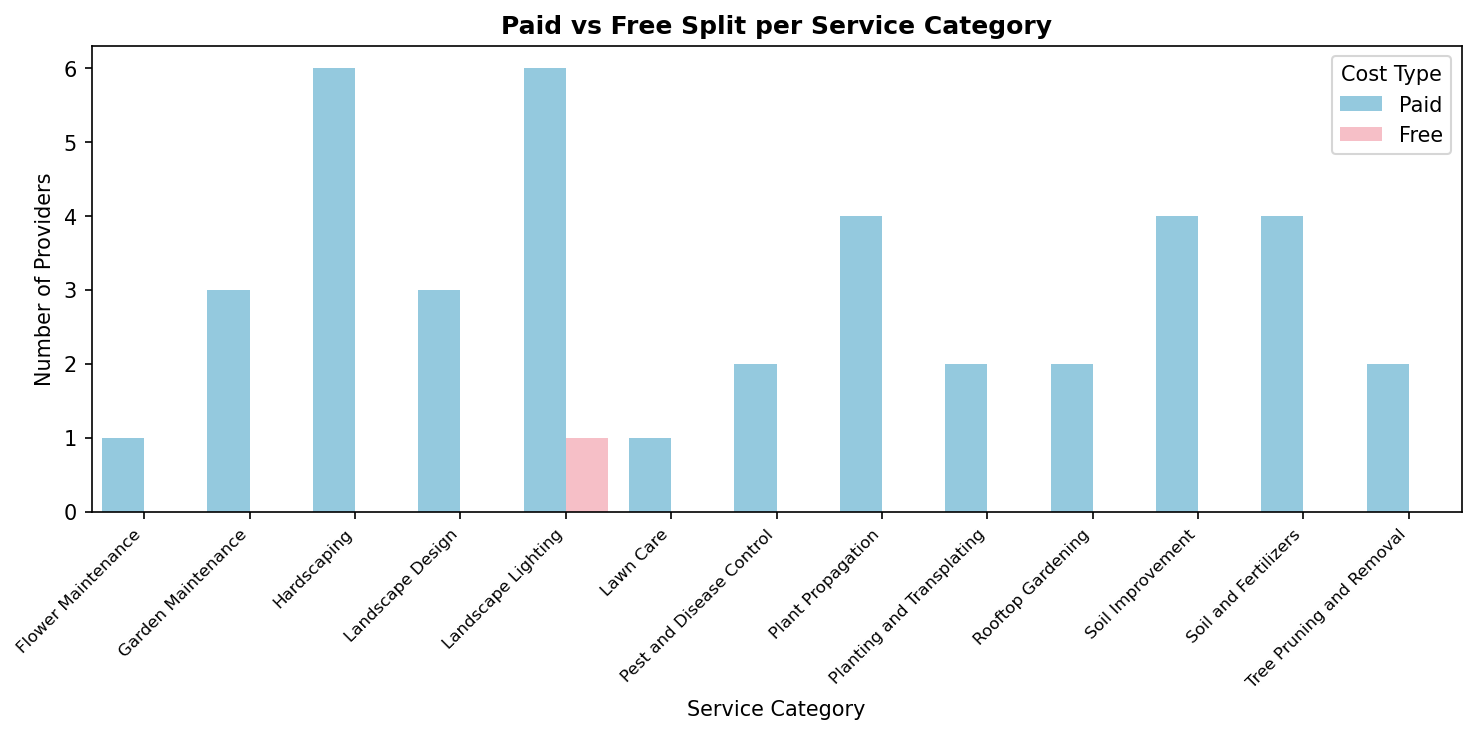 Paid vs Free Split per Service Category
Cost Type
Paid
Free
Number of Providers
6
5
4
3
2
1
0
Flower Maintenance
Garden Maintenance
Hardscaping
Landscape Design
Landscape Lighting
Lawn Care
Pest and Disease Control
Plant Propagation
Planting and Transplating
Rooftop Gardening
Soil Improvement
Soil and Fertilizers
Tree Pruning and Removal
Service Category